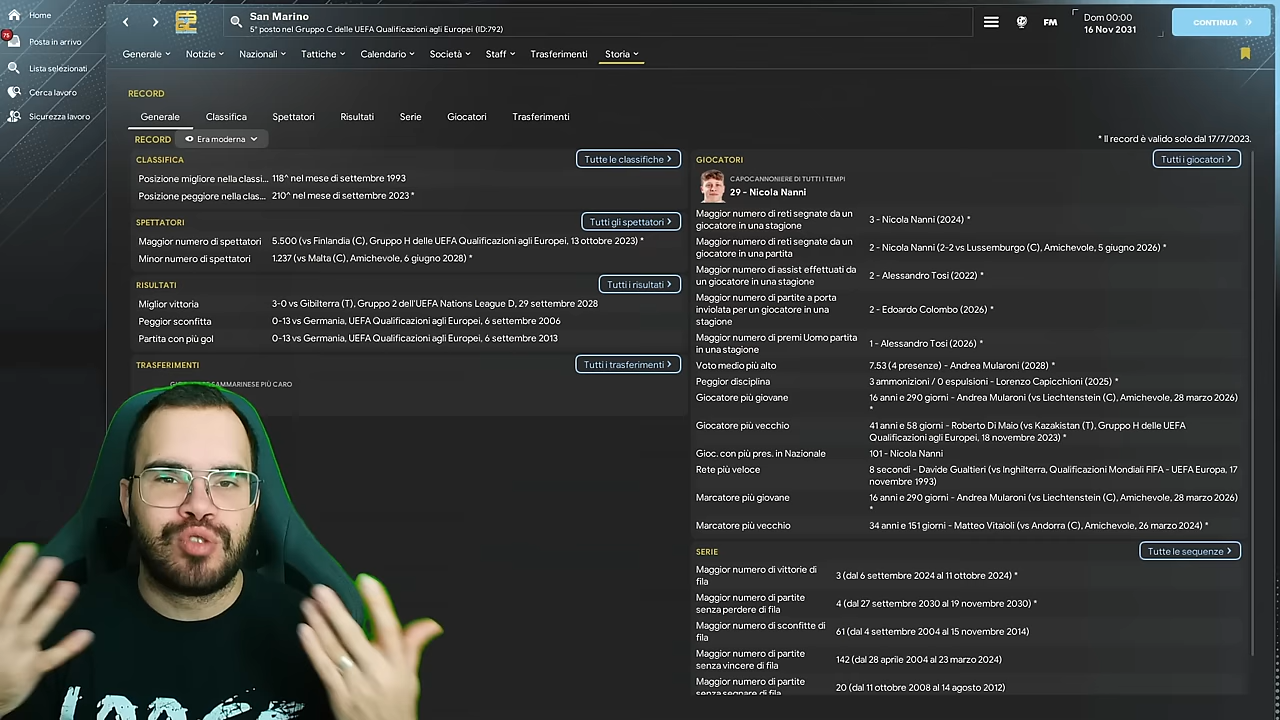 Home
75
Posta in arrivo
Lista selezionati
Cerca lavoro
Sicurezza lavoro
San Marino
5° posto nel Gruppo C delle UEFA Qualificazioni agli Europei (ID:792)
FM
Dom 00:00
16 Nov 2031
CONTINUA
Generale
Notizie
Nazionali
Tattiche
Calendario
Società
Staff
Trasferimenti
Storia
RECORD
Generale
Classifica
Spettatori
Risultati
Serie
Giocatori
Trasferimenti
RECORD
Era moderna
* Il record è valido solo dal 17/7/2023.
CLASSIFICA
Tutte le classifiche
Posizione migliore nella classi... 118^ nel mese di settembre 1993
Posizione peggiore nella clas... 210^ nel mese di settembre 2023 *
SPETTATORI
Tutti gli spettatori
Maggior numero di spettatori 5.500 (vs Finlandia (C), Gruppo H delle UEFA Qualificazioni agli Europei, 13 ottobre 2023) *
Minor numero di spettatori 1.237 (vs Malta (C), Amichevole, 6 giugno 2028) *
RISULTATI
Tutti i risultati
Miglior vittoria 3-0 vs Gibilterra (T), Gruppo 2 dell'UEFA Nations League D, 29 settembre 2028
Peggior sconfitta 0-13 vs Germania, UEFA Qualificazioni agli Europei, 6 settembre 2006
Partita con più gol 0-13 vs Germania, UEFA Qualificazioni agli Europei, 6 settembre 2013
TRASFERIMENTI
Tutti i trasferimenti
SAMMARINESE PIÙ CARO
GIOCATORI
Tutti i giocatori
CAPOCANNONIERE DI TUTTI I TEMPI
29 - Nicola Nanni
Maggior numero di reti segnate da un
giocatore in una stagione
3 - Nicola Nanni (2024) *
Maggior numero di reti segnate da un
giocatore in una partita
2 - Nicola Nanni (2-2 vs Lussemburgo (C), Amichevole, 5 giugno 2026) *
Maggior numero di assist effettuati da
un giocatore in una stagione
2 - Alessandro Tosi (2022) *
Maggior numero di partite a porta
inviolata per un giocatore in una
stagione
2 - Edoardo Colombo (2026) *
Maggior numero di premi Uomo partita
in una stagione
1 - Alessandro Tosi (2026) *
Voto medio più alto 7.53 (4 presenze) - Andrea Mularoni (2028) *
Peggior disciplina 3 ammonizioni / 0 espulsioni - Lorenzo Capicchioni (2025) *
Giocatore più giovane 16 anni e 290 giorni - Andrea Mularoni (vs Liechtenstein (C), Amichevole, 28 marzo 2026)
*
Giocatore più vecchio 41 anni e 58 giorni - Roberto Di Maio (vs Kazakistan (T), Gruppo H delle UEFA
Qualificazioni agli Europei, 18 novembre 2023) *
Gioc. con più pres. in Nazionale 101 - Nicola Nanni
Rete più veloce 8 secondi - Davide Gualtieri (vs Inghilterra, Qualificazioni Mondiali FIFA - UEFA Europa, 17
novembre 1993)
Marcatore più giovane 16 anni e 290 giorni - Andrea Mularoni (vs Liechtenstein (C), Amichevole, 28 marzo 2026)
*
Marcatore più vecchio 34 anni e 151 giorni - Matteo Vitaioli (vs Andorra (C), Amichevole, 26 marzo 2024) *
SERIE
Tutte le sequenze
Maggior numero di vittorie di
fila
3 (dal 6 settembre 2024 al 11 ottobre 2024) *
Maggior numero di partite
senza perdere di fila
4 (dal 27 settembre 2030 al 19 novembre 2030) *
Maggior numero di sconfitte di
fila
61 (dal 4 settembre 2004 al 15 novembre 2014)
Maggior numero di partite
senza vincere di fila
142 (dal 28 aprile 2004 al 23 marzo 2024)
Maggior numero di partite
senza segnare di fila
20 (dal 11 ottobre 2008 al 14 agosto 2012)